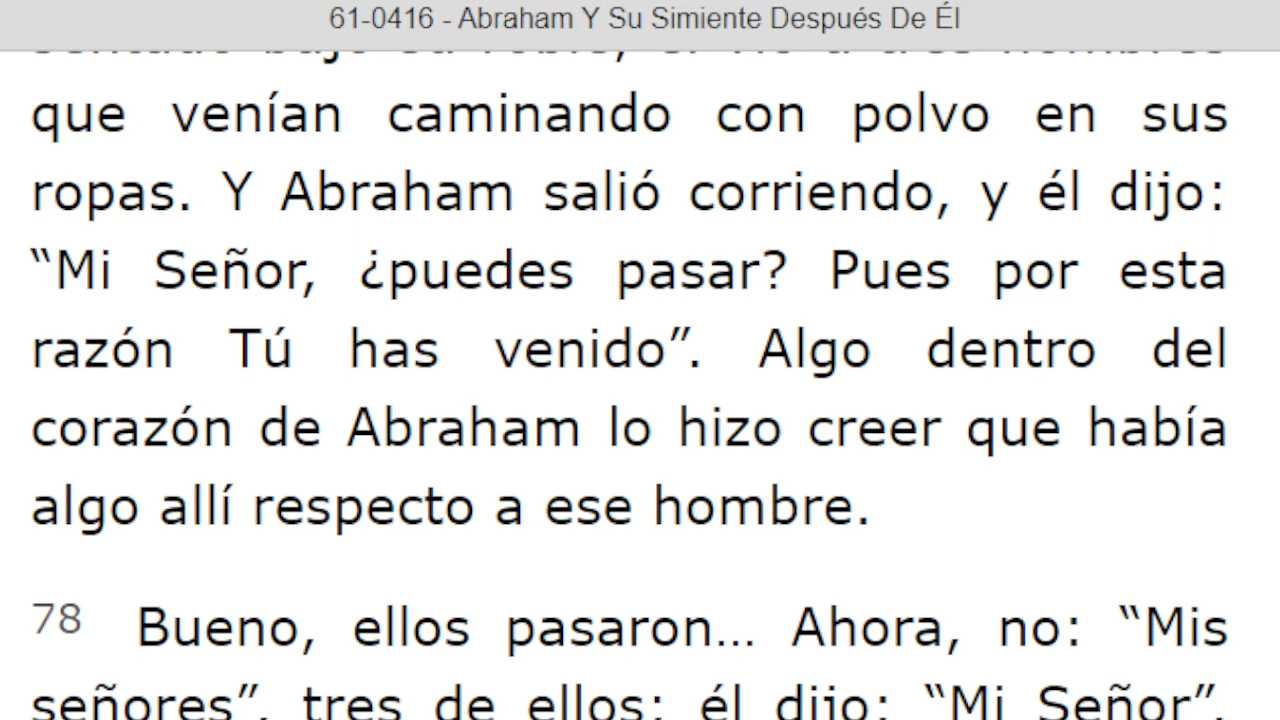 61-0416 - Abraham Y Su Simiente Después De Él
que venían caminando con polvo en sus
ropas. Y Abraham salió corriendo, y él dijo:
“Mi Señor, ¿puedes pasar? Pues por esta
razón Tú has venido”. Algo dentro del
corazón de Abraham lo hizo creer que había
algo allí respecto a ese hombre.
78 Bueno, ellos pasaron… Ahora, no: “Mis
señores”, tres de ellos; él dijo: “Mi Señor”.